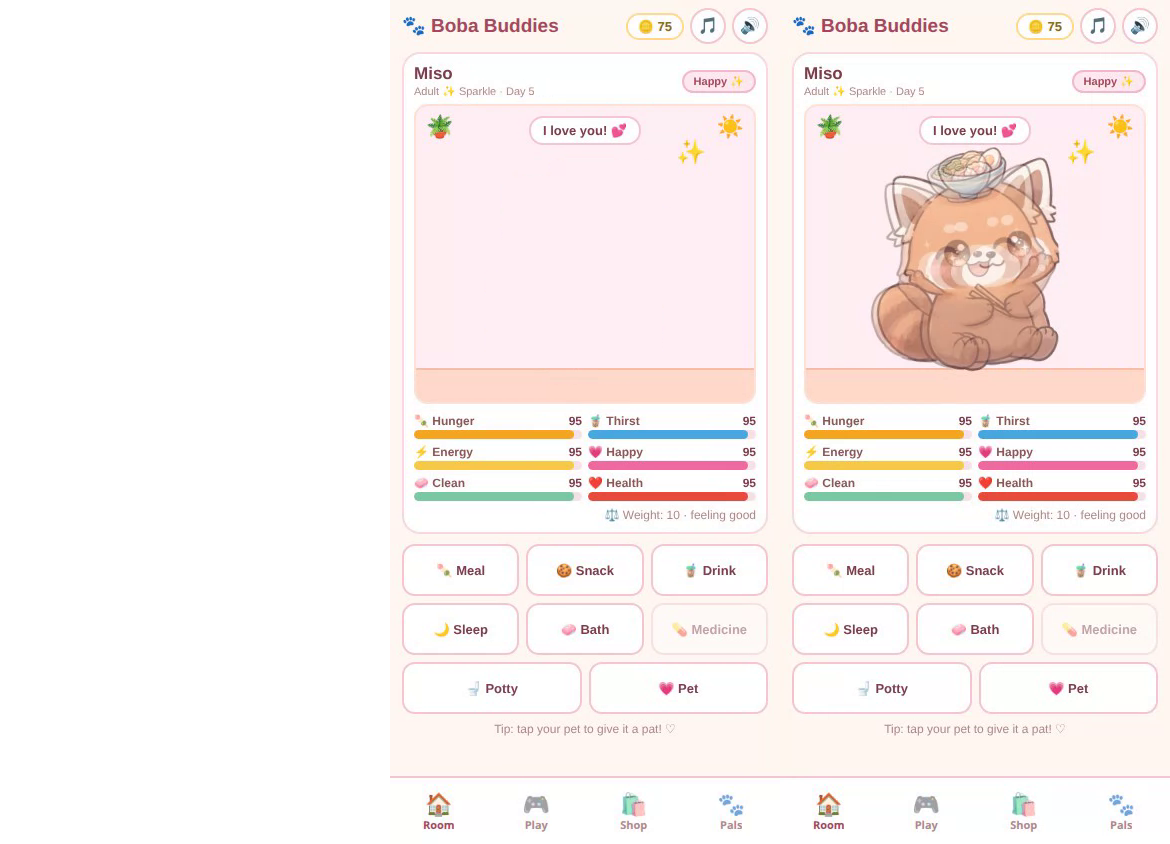 Boba Buddies
75
Miso
Happy
Adult Sparkle · Day 5
I love you!
Hunger 95
Thirst 95
Energy 95
Happy 95
Clean 95
Health 95
Weight: 10 · feeling good
Meal
Snack
Drink
Sleep
Bath
Medicine
Potty
Pet
Tip: tap your pet to give it a pat! ♡
Room
Play
Shop
Pals
Boba Buddies
75
Miso
Happy
Adult Sparkle · Day 5
I love you!
Hunger 95
Thirst 95
Energy 95
Happy 95
Clean 95
Health 95
Weight: 10 · feeling good
Meal
Snack
Drink
Sleep
Bath
Medicine
Potty
Pet
Tip: tap your pet to give it a pat! ♡
Room
Play
Shop
Pals